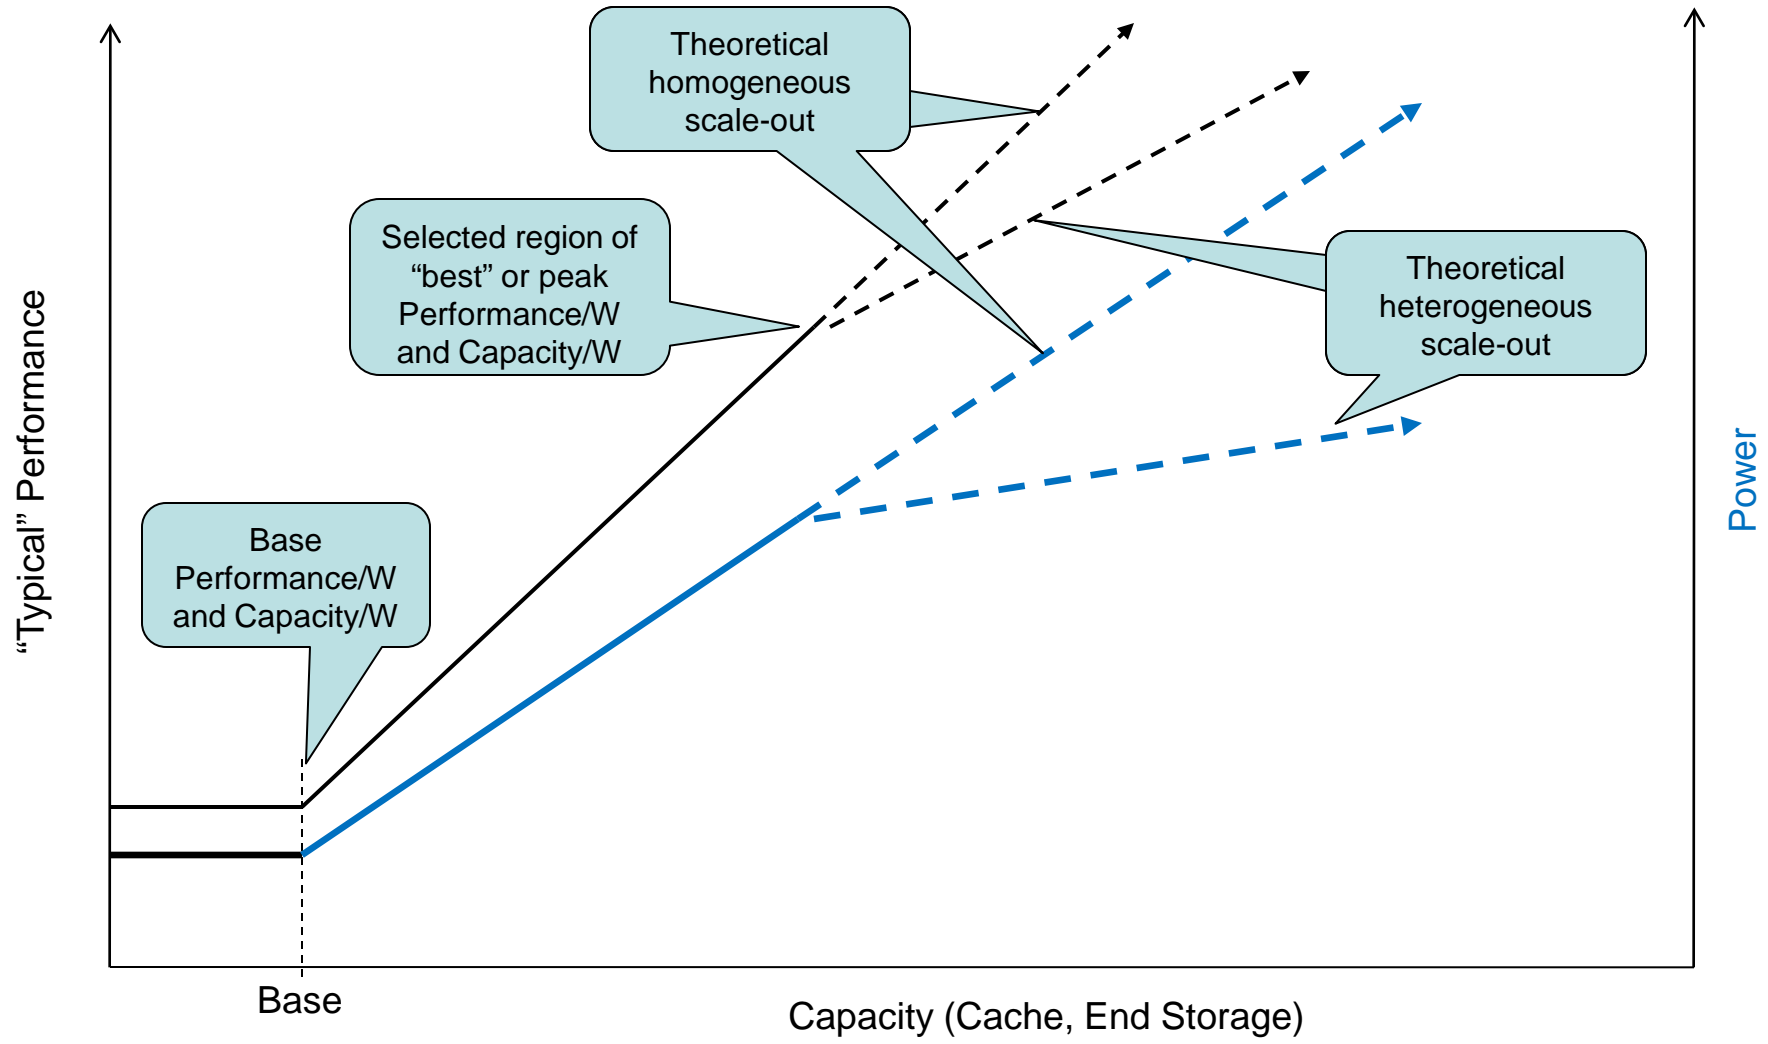 Theoretical
homogeneous
scale-out
Selected region of
“best” or peak
Performance/W
and Capacity/W
Theoretical
heterogeneous
scale-out
“Typical” Performance
Power
Base
Performance/W
and Capacity/W
Base
Capacity (Cache, End Storage)